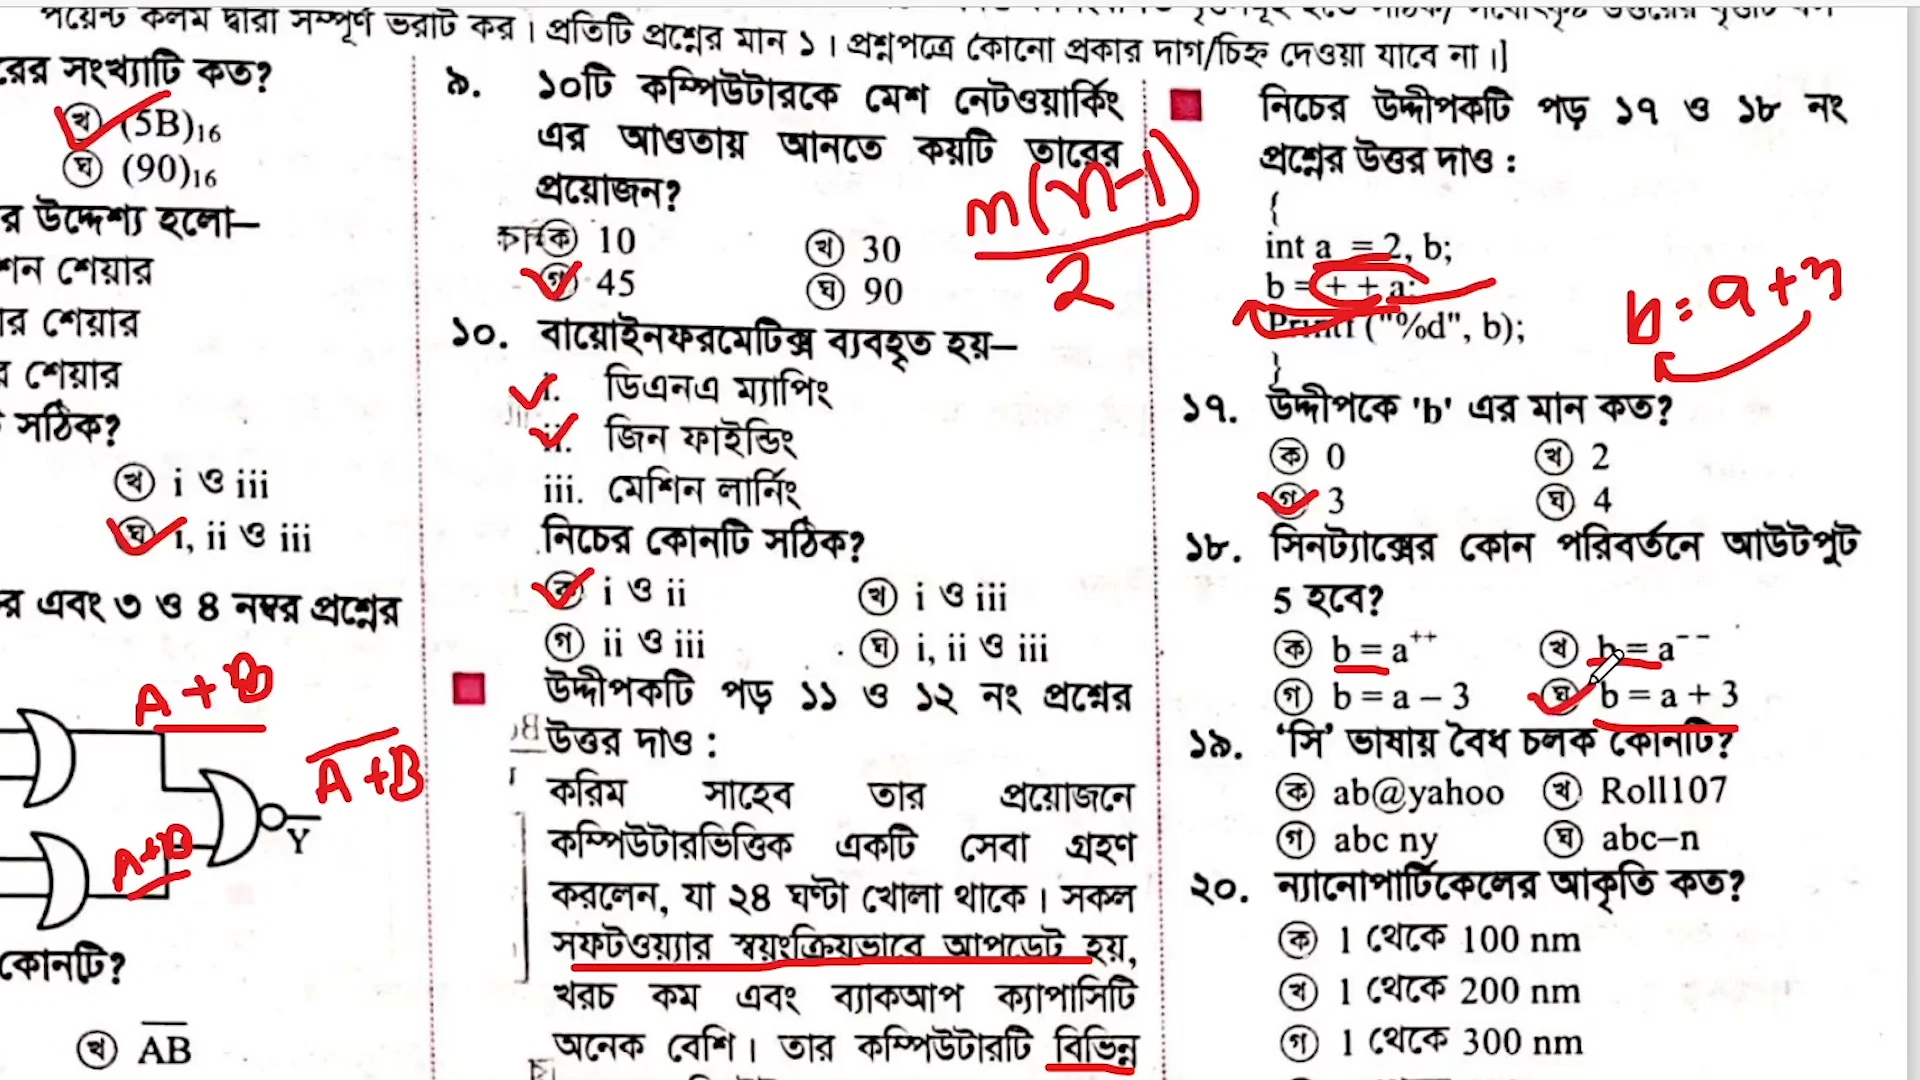 পয়েন্ট কলম দ্বারা সম্পূর্ণ ভরাট কর। প্রতিটি প্রশ্নের মান ১। প্রশ্নপত্রে কোনো প্রকার দাগ/চিহ্ন দেওয়া যাবে না।]
রের সংখ্যাটি কত?
খ (5B)16
ঘ (90)16
র উদ্দেশ্য হলো—
শন শেয়ার
ার শেয়ার
র শেয়ার
সঠিক?
খ i ও iii
ঘ i, ii ও iii
র এবং ৩ ও ৪ নম্বর প্রশ্নের
A + B
A + B
A + B
Y
কোনটি?
খ AB
৯. ১০টি কম্পিউটারকে মেশ নেটওয়ার্কিং
এর আওতায় আনতে কয়টি তারের
প্রয়োজন?
n(n-1)
2
ক 10 খ 30
গ 45 ঘ 90
১০. বায়োইনফরমেটিক্স ব্যবহৃত হয়—
i. ডিএনএ ম্যাপিং
ii. জিন ফাইন্ডিং
iii. মেশিন লার্নিং
নিচের কোনটি সঠিক?
ক i ও ii খ i ও iii
গ ii ও iii ঘ i, ii ও iii
উদ্দীপকটি পড় ১১ ও ১২ নং প্রশ্নের
উত্তর দাও :
করিম সাহেব তার প্রয়োজনে
কম্পিউটারভিত্তিক একটি সেবা গ্রহণ
করলেন, যা ২৪ ঘণ্টা খোলা থাকে। সকল
সফটওয়্যার স্বয়ংক্রিয়ভাবে আপডেট হয়,
খরচ কম এবং ব্যাকআপ ক্যাপাসিটি
অনেক বেশি। তার কম্পিউটারটি বিভিন্ন
নিচের উদ্দীপকটি পড় ১৭ ও ১৮ নং
প্রশ্নের উত্তর দাও :
{
int a = 2, b;
b = + + a;
Printf ("%d", b);
}
b = a + 3
১৭. উদ্দীপকে 'b' এর মান কত?
ক 0 খ 2
গ 3 ঘ 4
১৮. সিনট্যাক্সের কোন পরিবর্তনে আউটপুট
5 হবে?
ক b = a++ খ b = a--
গ b = a – 3 ঘ b = a + 3
১৯. ‘সি’ ভাষায় বৈধ চলক কোনটি?
ক ab@yahoo খ Roll107
গ abc ny ঘ abc–n
২০. ন্যানোপার্টিকেলের আকৃতি কত?
ক 1 থেকে 100 nm
খ 1 থেকে 200 nm
গ 1 থেকে 300 nm